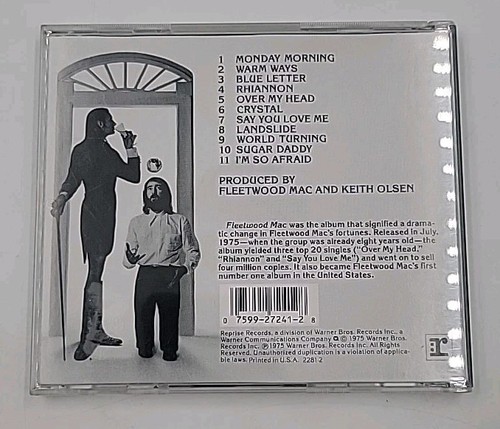 1 MONDAY MORNING
2 WARM WAYS
3 BLUE LETTER
4 RHIANNON
5 OVER MY HEAD
6 CRYSTAL
7 SAY YOU LOVE ME
8 LANDSLIDE
9 WORLD TURNING
10 SUGAR DADDY
11 I'M SO AFRAID
PRODUCED BY
FLEETWOOD MAC AND KEITH OLSEN
Fleetwood Mac was the album that signified a drama-
tic change in Fleetwood Mac's fortunes. Released in July,
1975—when the group was already eight years old—the
album yielded three top 20 singles ("Over My Head,"
"Rhiannon" and "Say You Love Me") and went on to sell
four million copies. It also became Fleetwood Mac's first
number one album in the United States.
0 7599-27241-2 8
Reprise Records, a division of Warner Bros. Records Inc., a
Warner Communications Company ℗ © 1975 Warner Bros.
Records Inc. ℗ 1975 Warner Bros. Records Inc. All Rights
Reserved. Unauthorized duplication is a violation of applica-
ble laws. Printed in U.S.A. 2281-2
r